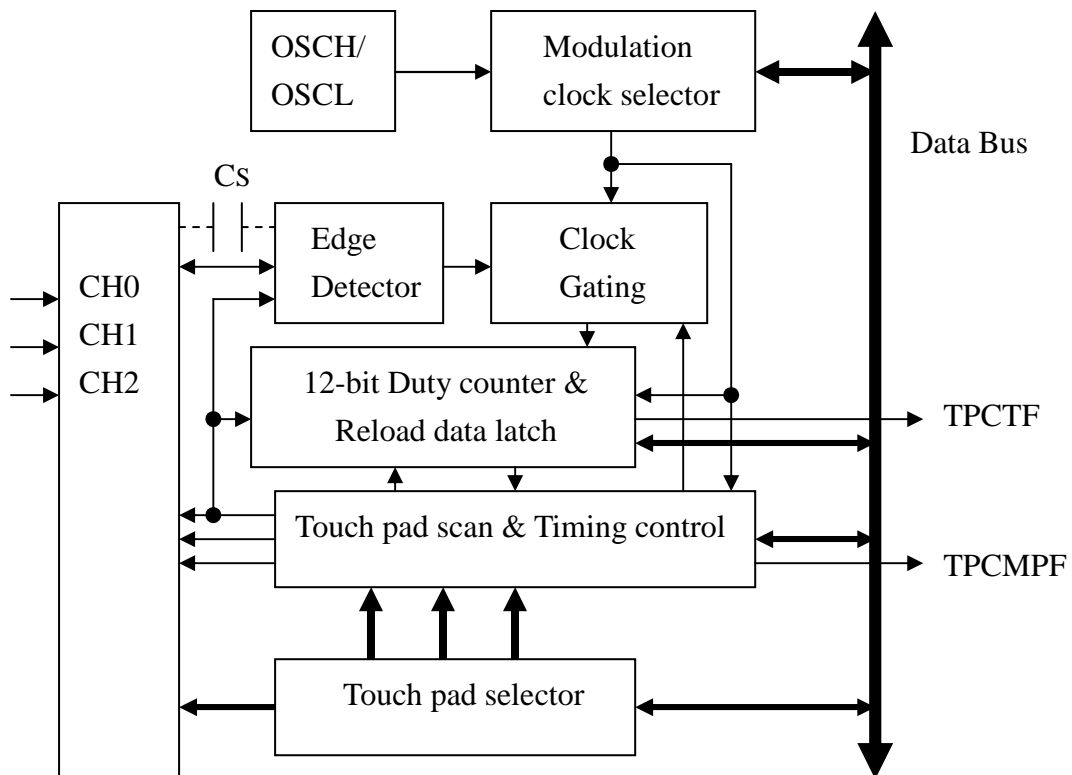 OSCH/
OSCL
Modulation
clock selector
Data Bus
Cs
Edge
Detector
Clock
Gating
CH0
CH1
CH2
12-bit Duty counter &
Reload data latch
TPCTF
Touch pad scan & Timing control
TPCMPF
Touch pad selector